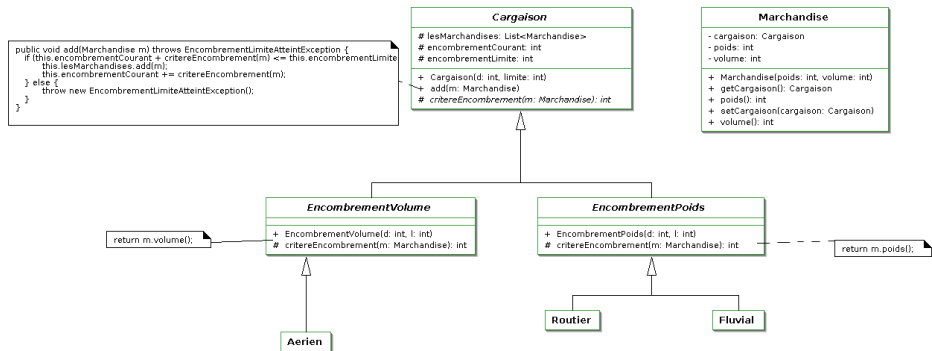 Cargaison
# lesMarchandises: List<Marchandise>
# encombrementCourant: int
# encombrementLimite: int
+ Cargaison(d: int, limite: int)
+ add(m: Marchandise)
# critereEncombrement(m: Marchandise): int
Marchandise
- cargaison: Cargaison
- poids: int
- volume: int
+ Marchandise(poids: int, volume: int)
+ getCargaison(): Cargaison
+ poids(): int
+ setCargaison(cargaison: Cargaison)
+ volume(): int
public void add(Marchandise m) throws EncombrementLimiteAtteintException {
if (this.encombrementCourant + critereEncombrement(m) <= this.encombrementLimite
this.lesMarchandises.add(m);
this.encombrementCourant += critereEncombrement(m);
} else {
throw new EncombrementLimiteAtteintException();
}
}
EncombrementVolume
+ EncombrementVolume(d: int, l: int)
# critereEncombrement(m: Marchandise): int
EncombrementPoids
+ EncombrementPoids(d: int, l: int)
# critereEncombrement(m: Marchandise): int
return m.volume();
return m.poids();
Routier
Fluvial
Aerien